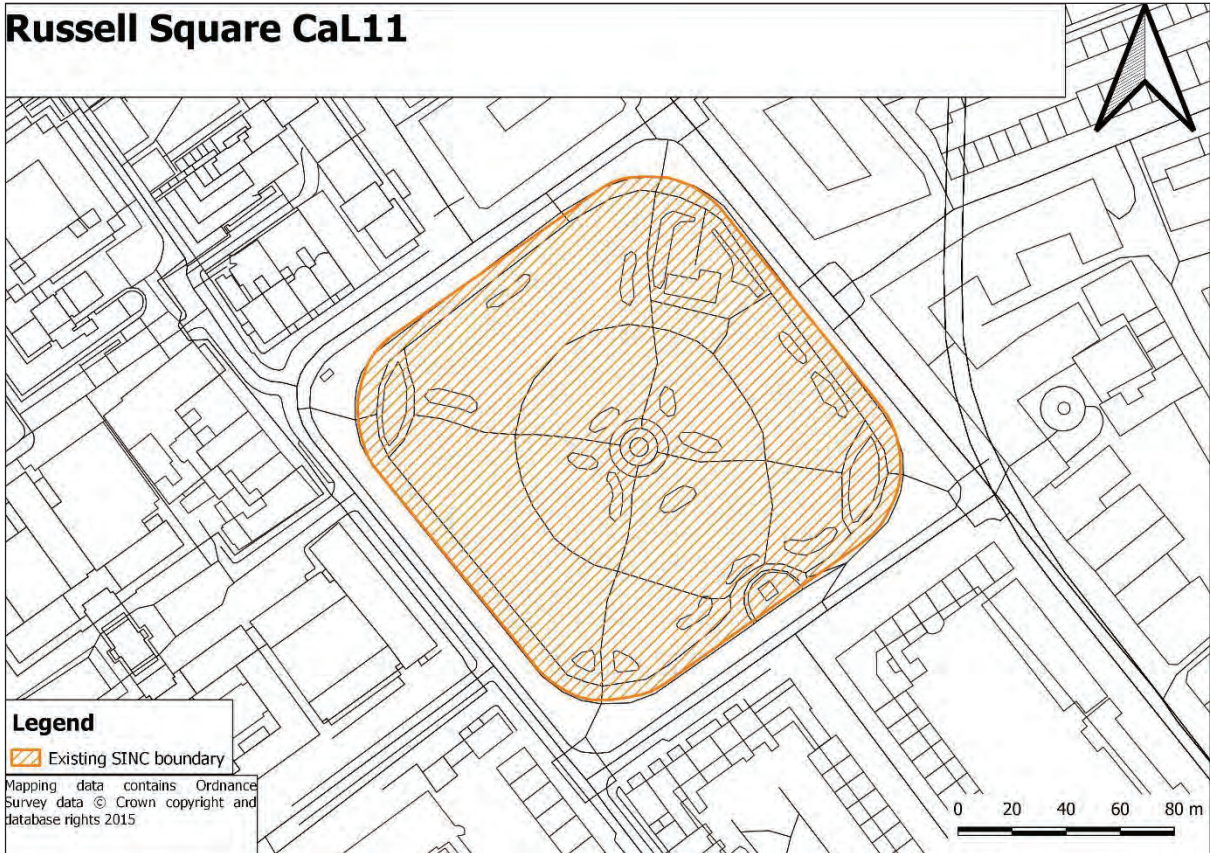 Russell Square CaL11
Legend
Existing SINC boundary
Mapping data contains Ordnance
Survey data © Crown copyright and
database rights 2015
0 20 40 60 80 m